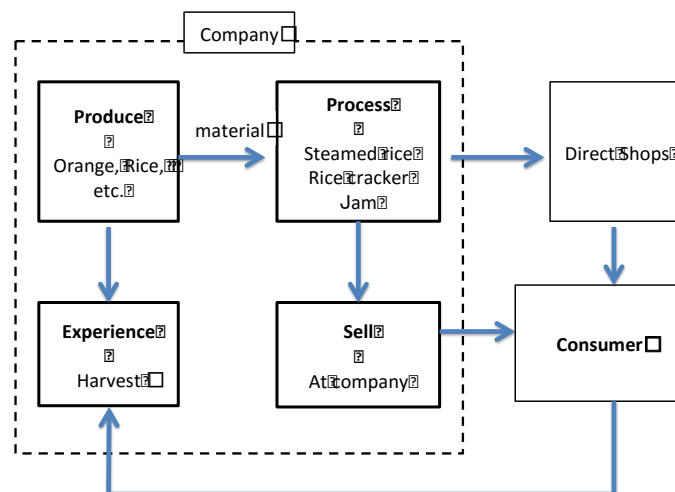 Company
Produce
Orange, Rice,
etc.
material
Process
Steamed rice
Rice cracker
Jam
Direct Shops
Experience
Harvest
Sell
At company
Consumer